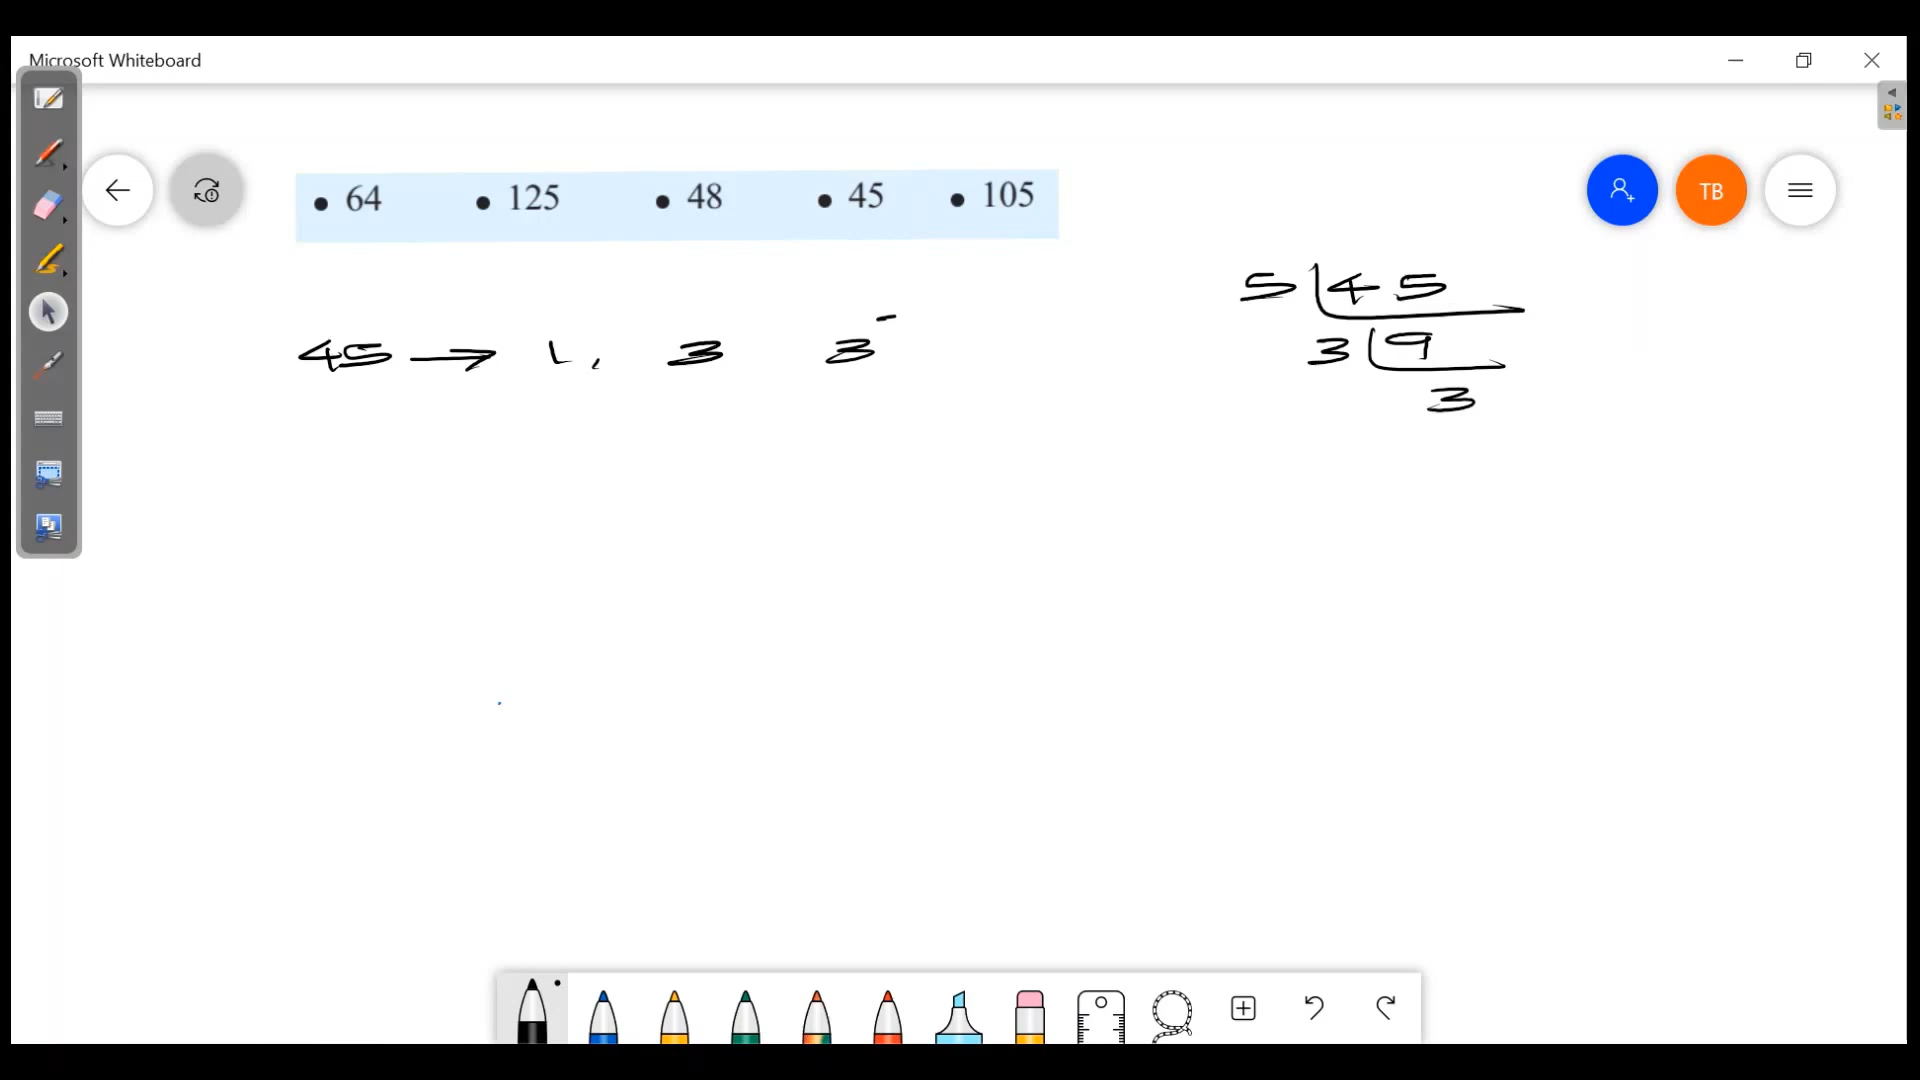 Microsoft Whiteboard
• 64 • 125 • 48 • 45 • 105
TB
5 45
45 → 1, 3 3
3 9
3